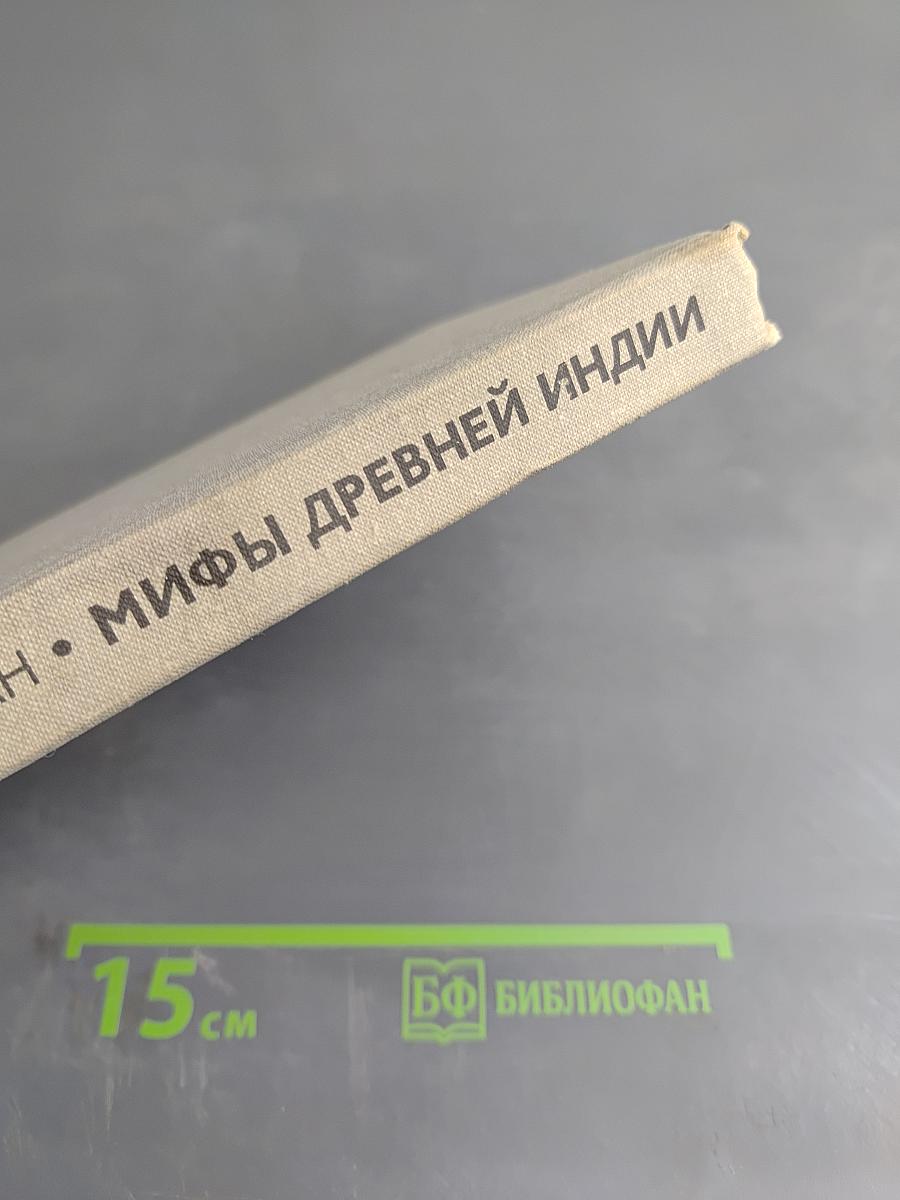 Н • МИФЫ ДРЕВНЕЙ ИНДИИ
15 см
БФ БИБЛИОФАН